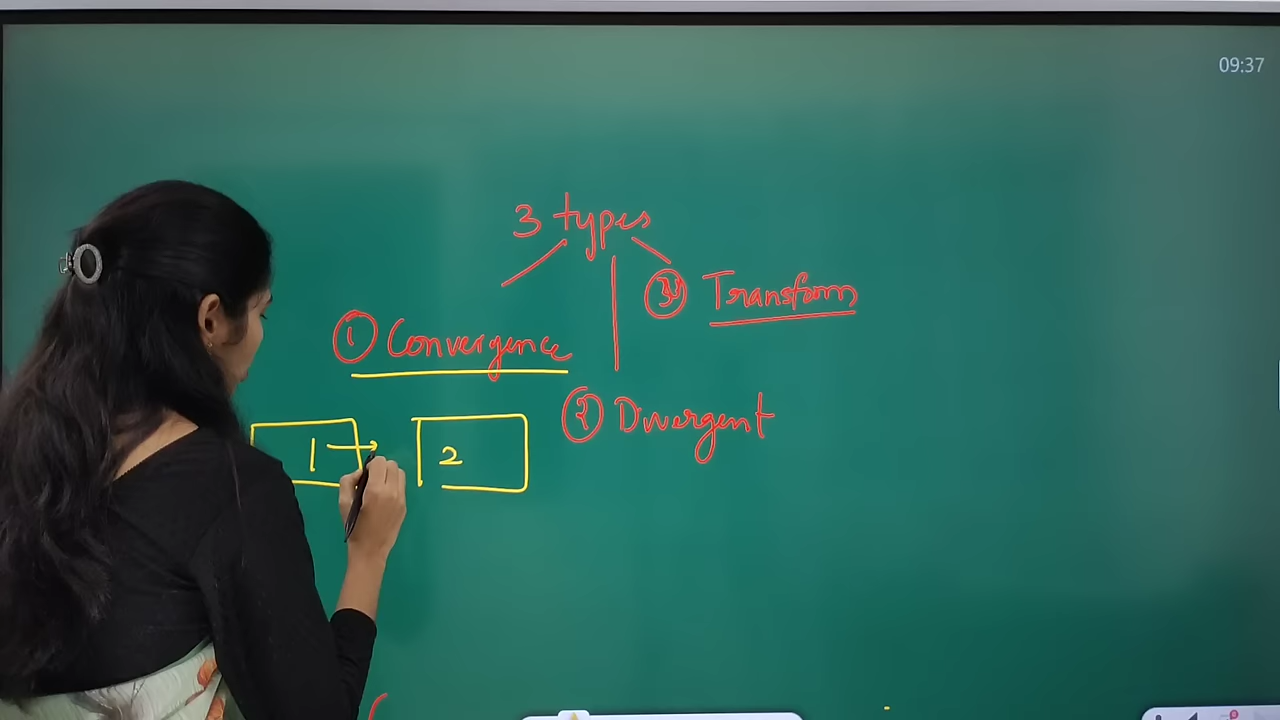 09:37
3 types
① Convergence
② Divergent
③ Transform
1 → 2